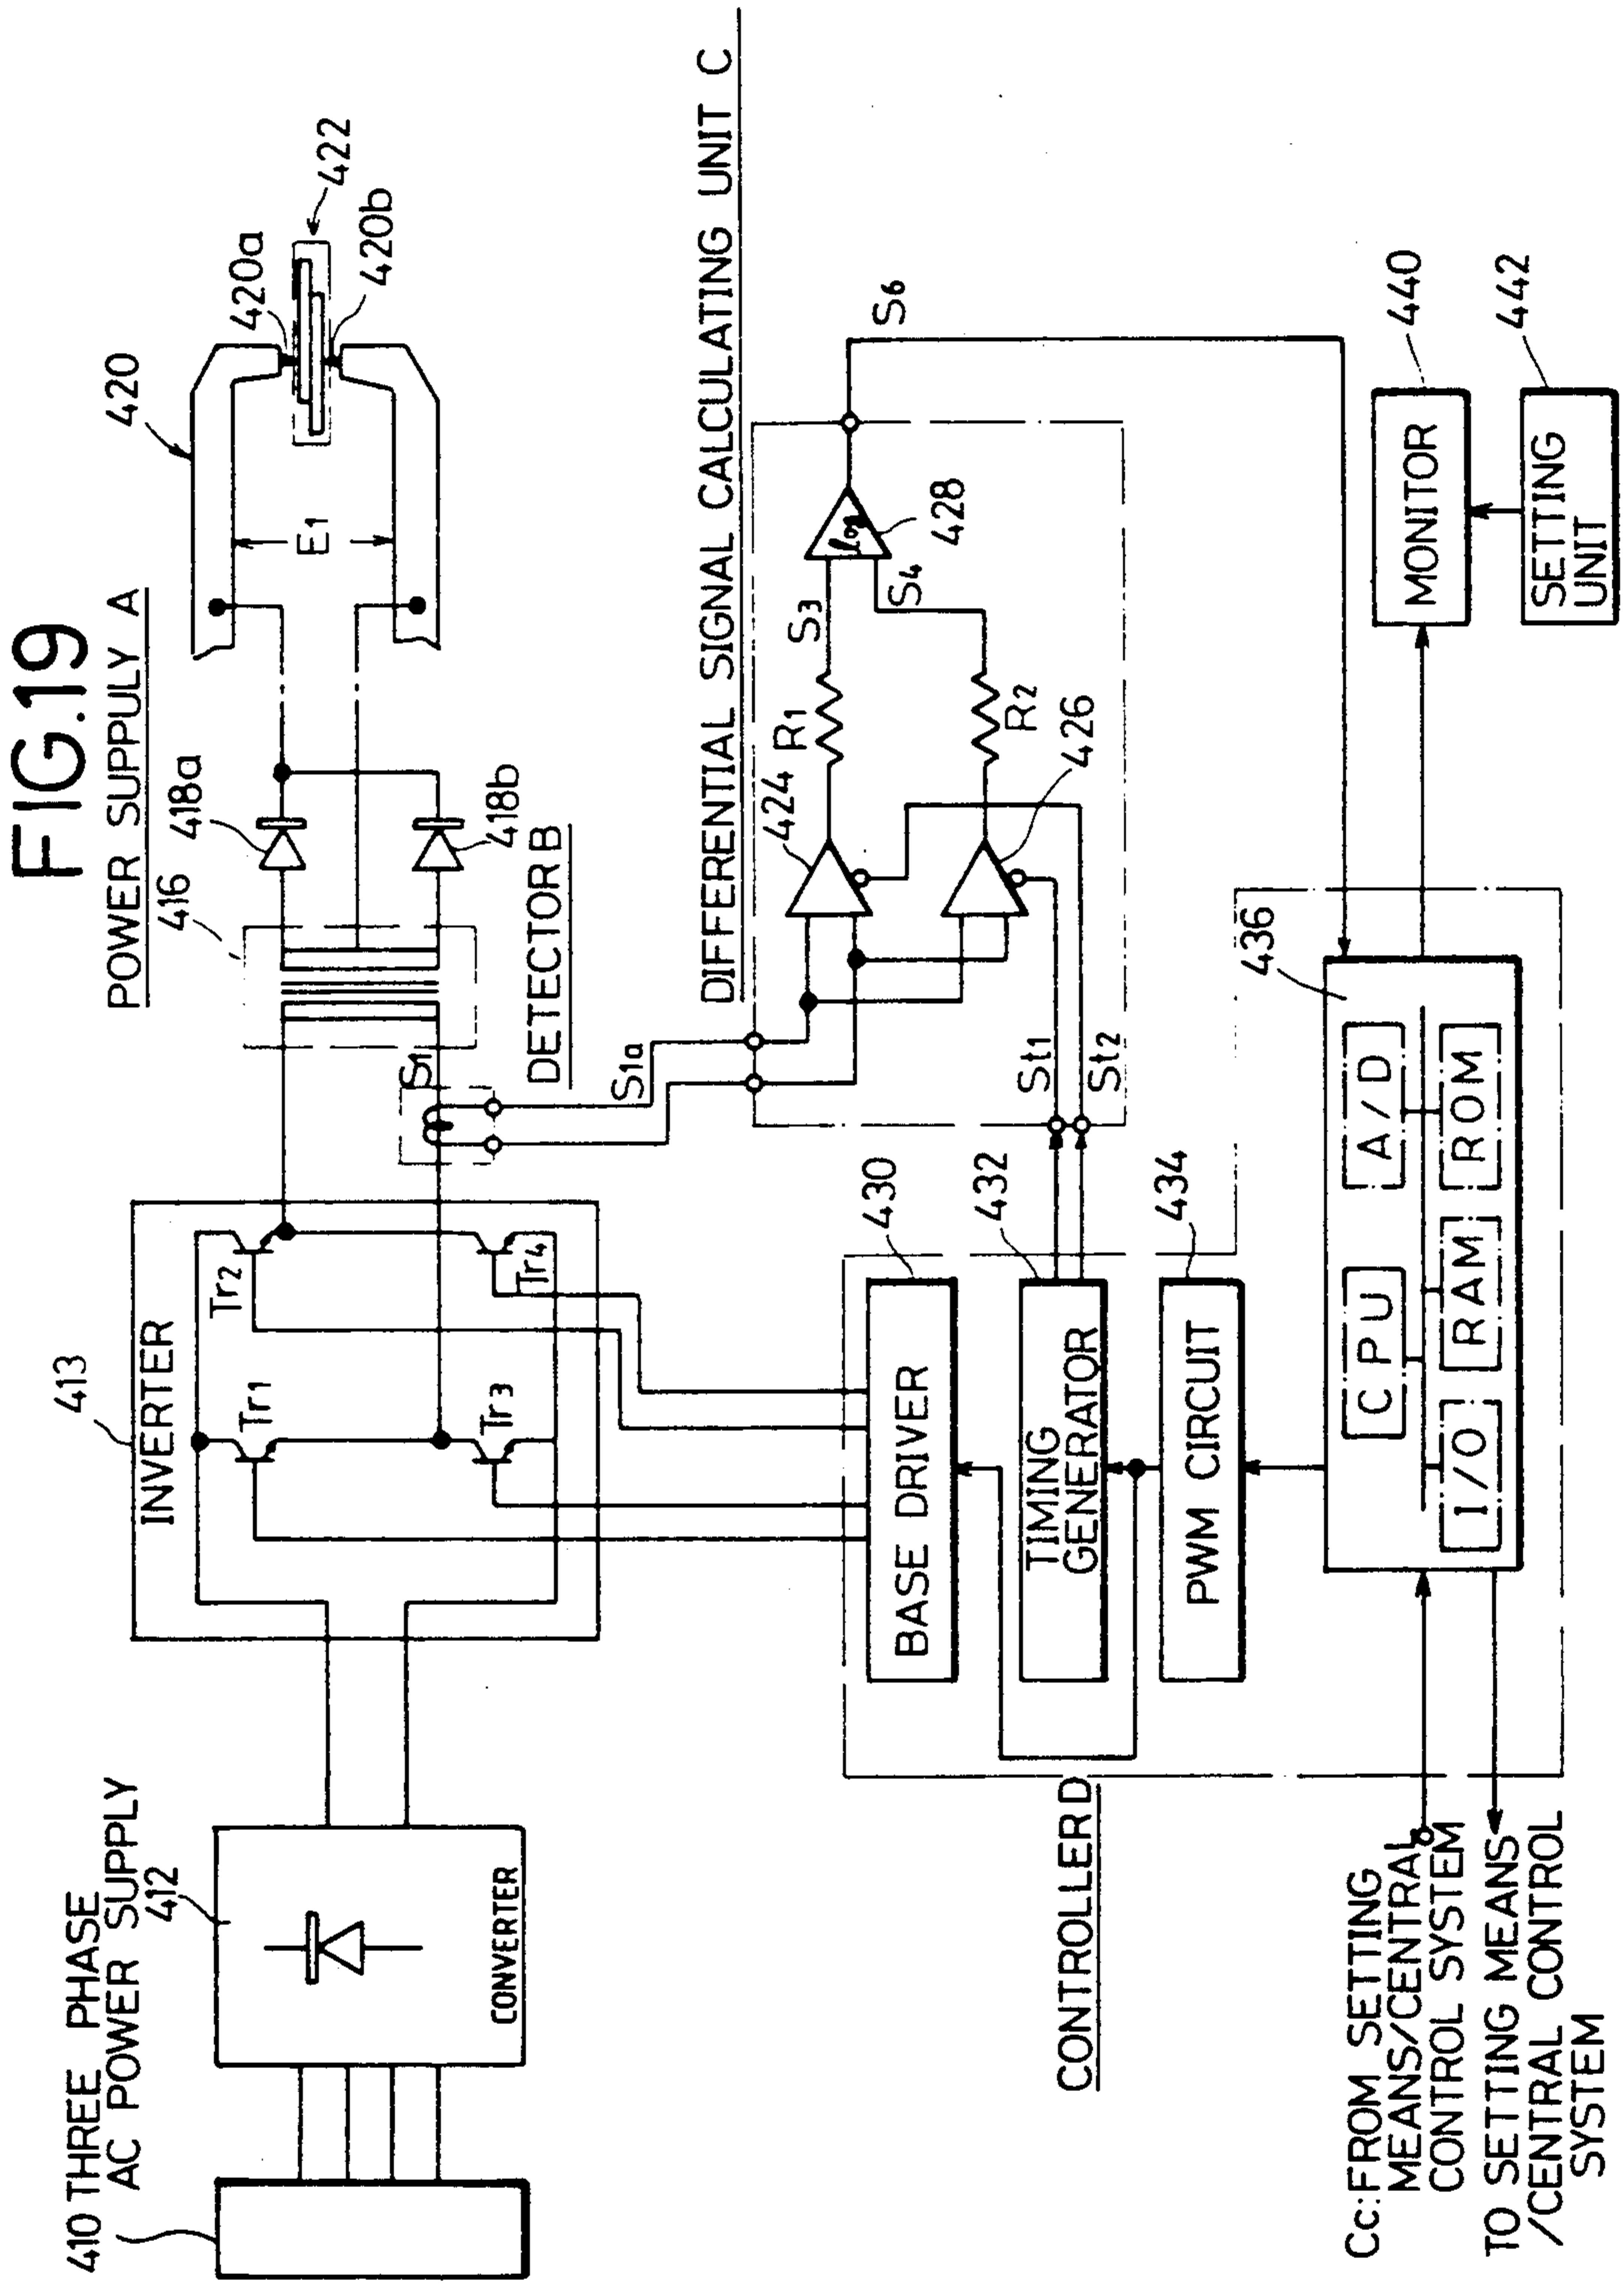 FIG.19
POWER SUPPULY A
410 THREE PHASE
AC POWER SUPPLY
412
CONVERTER
413
INVERTER
Tr1
Tr2
Tr3
Tr4
416
418a
418b
420
420a
420b
422
E1
S1
DETECTOR B
S1a
DIFFERENTIAL SIGNAL CALCULATING UNIT C
424
426
R1
R2
S3
S4
428
log
S6
St1
St2
430
BASE DRIVER
432
TIMING
GENERATOR
434
PWM CIRCUIT
CONTROLLER D
436
CPU
A/D
I/O
RAM
ROM
440
MONITOR
442
SETTING
UNIT
Cc:FROM SETTING
MEANS/CENTRAL
CONTROL SYSTEM
TO SETTING MEANS
/CENTRAL CONTROL
SYSTEM